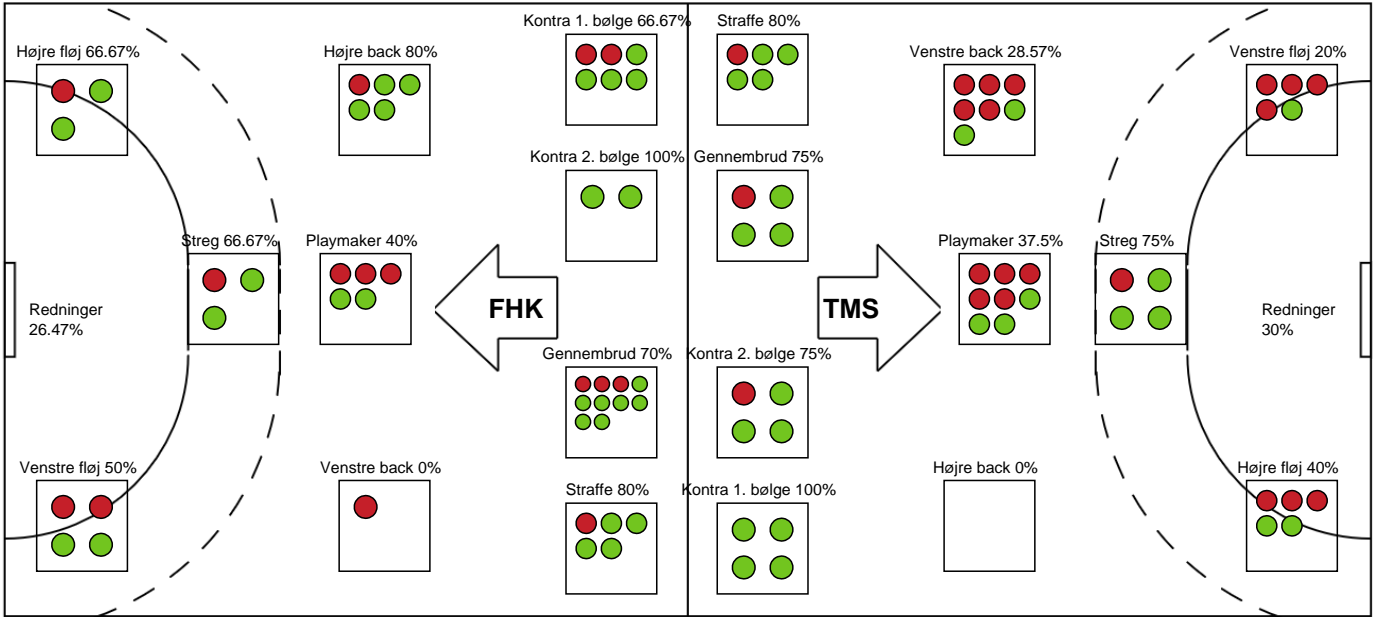 Kontra 1. bølge 66.67%
Straffe 80%
Højre fløj 66.67%
Højre back 80%
Venstre back 28.57%
Venstre fløj 20%
Kontra 2. bølge 100%
Gennembrud 75%
Streg 66.67%
Playmaker 40%
Playmaker 37.5%
Streg 75%
FHK
TMS
Redninger
26.47%
Redninger
30%
Gennembrud 70%
Kontra 2. bølge 75%
Venstre fløj 50%
Venstre back 0%
Højre back 0%
Højre fløj 40%
Straffe 80%
Kontra 1. bølge 100%